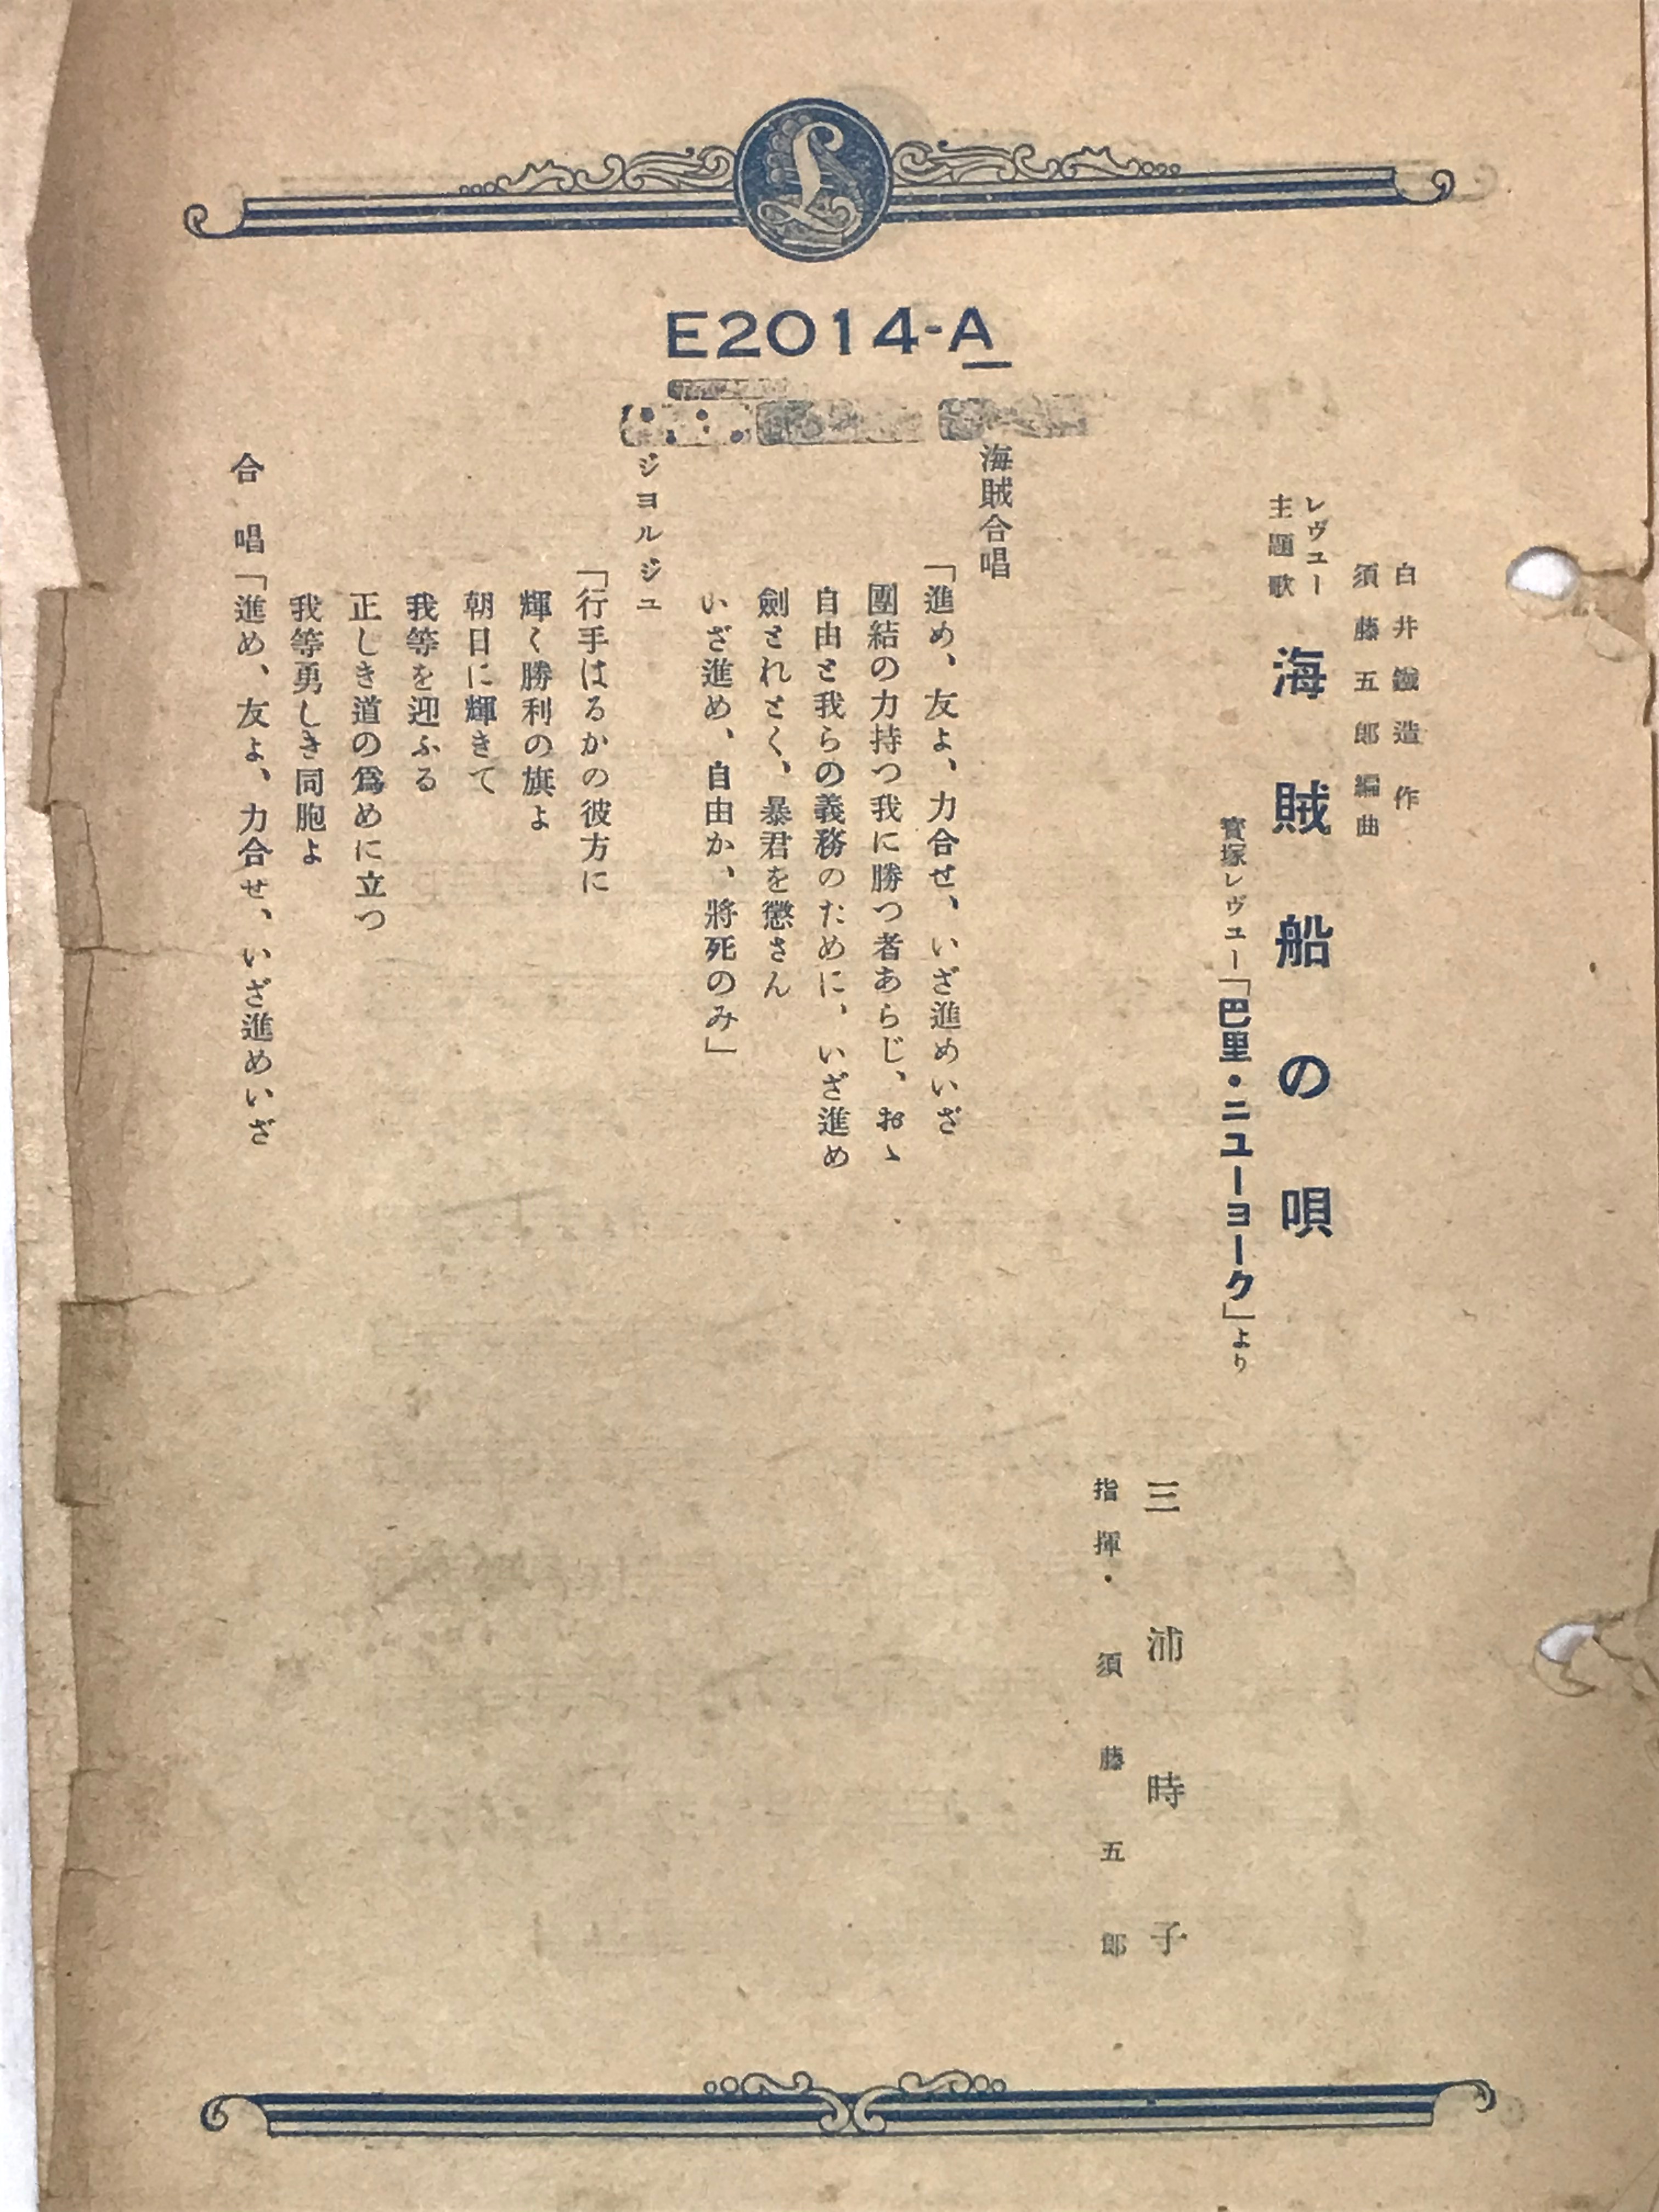 E2014-A
白井鐵造作
須藤五郎編曲
レヴユー
主題歌
海賊船の唄
寳塚レヴユー「巴里・ニューヨーク」より
三浦時子
指揮・須藤五郎
海賊合唱
「進め、友よ、力合せ、いざ進めいざ
團結の力持つ我に勝つ者あらじ、おゝ
自由と我らの義務のために、いざ進め
劍とれとく、暴君を懲さん
いざ進め、自由か、將死のみ」
ジヨルジユ
「行手はるかの彼方に
輝く勝利の旗よ
朝日に輝きて
我等を迎ふる
正しき道の爲めに立つ
我等勇しき同胞よ
合唱「進め、友よ、力合せ、いざ進めいざ